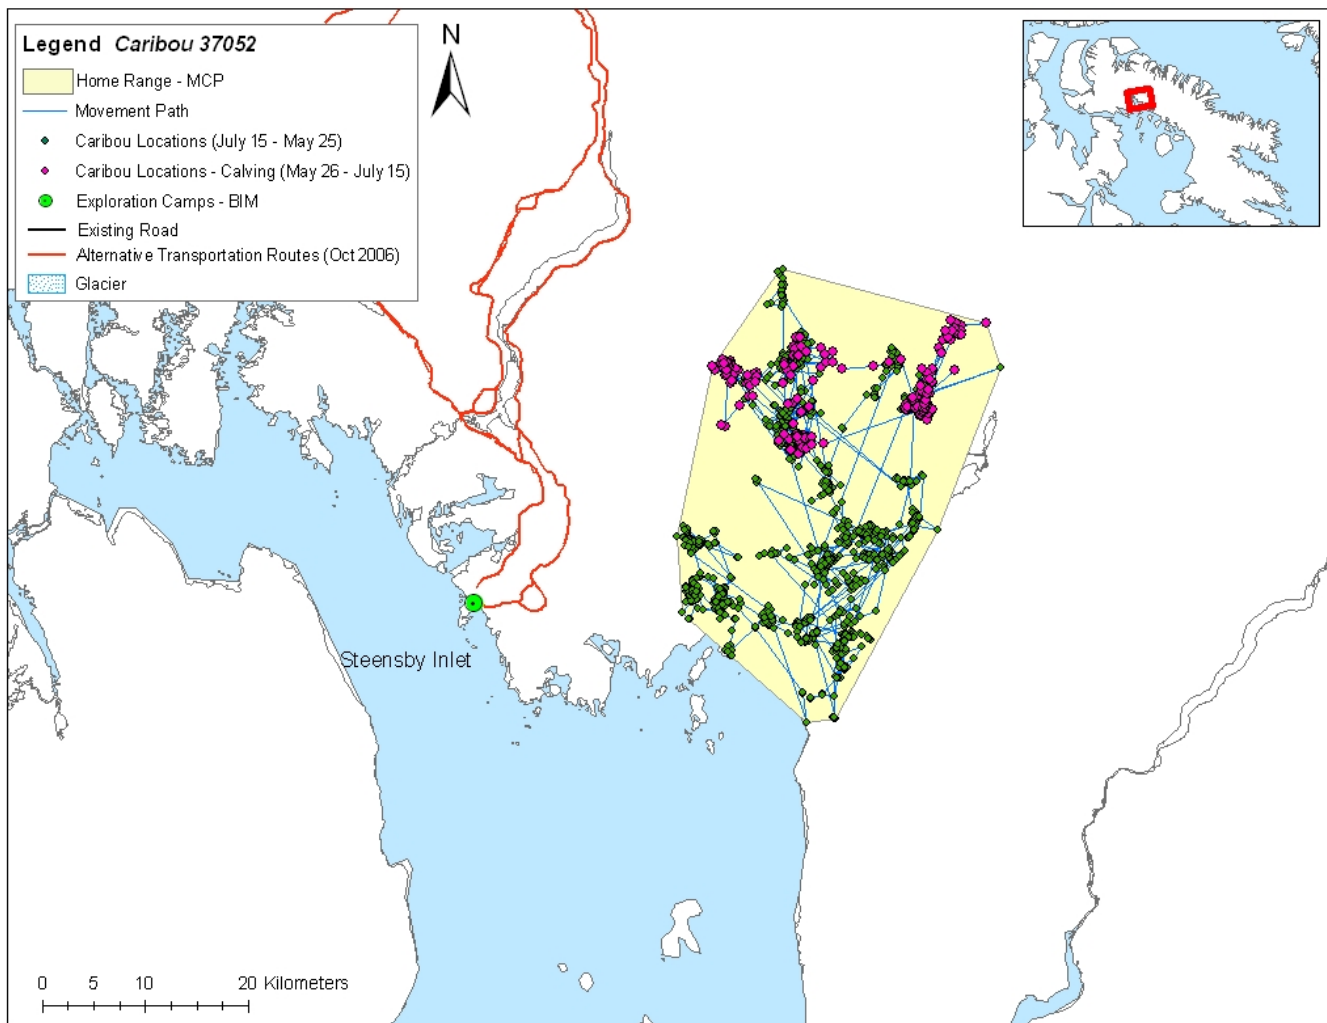 Legend Caribou 37052
Home Range - MCP
Movement Path
Caribou Locations (July 15 - May 25)
Caribou Locations - Calving (May 26 - July 15)
Exploration Camps - BIM
Existing Road
Alternative Transportation Routes (Oct 2006)
Glacier
N
Steensby Inlet
0 5 10 20 Kilometers